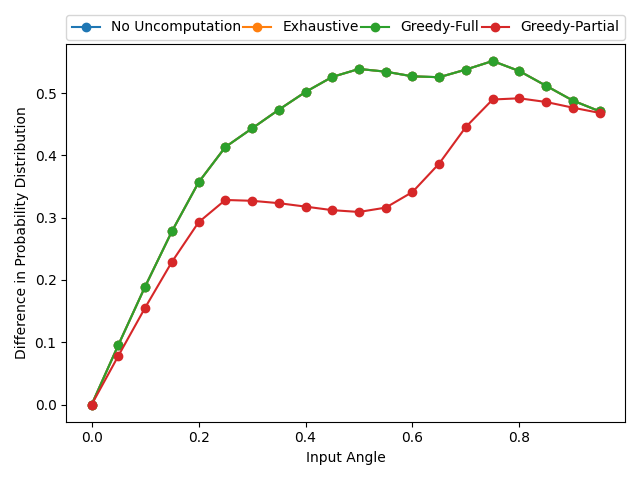 No Uncomputation Exhaustive Greedy-Full Greedy-Partial
Difference in Probability Distribution
0.5
0.4
0.3
0.2
0.1
0.0
0.0 0.2 0.4 0.6 0.8
Input Angle